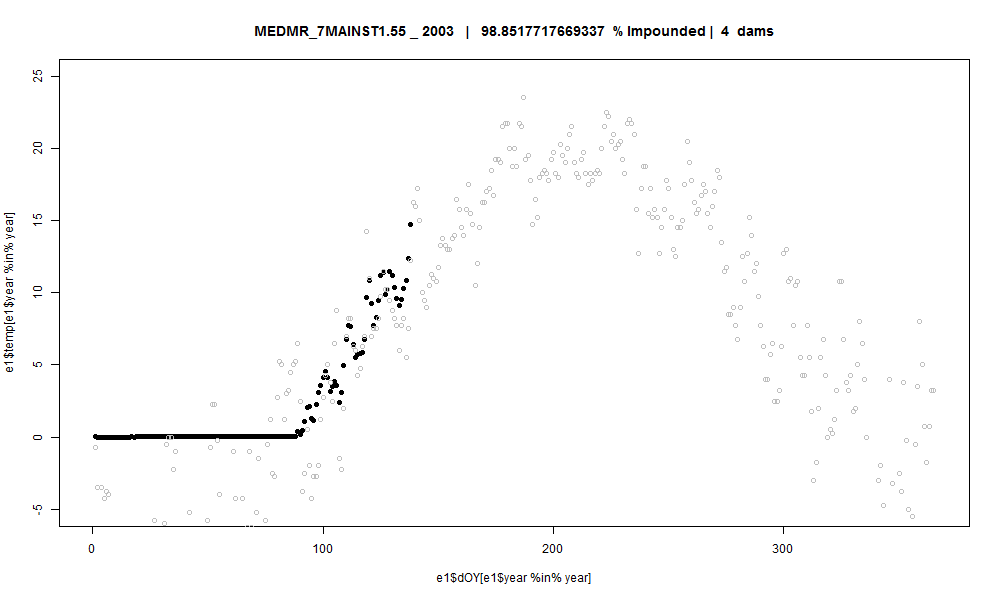 MEDMR_7MAINST1.55 _ 2003 | 98.8517717669337 % Impounded | 4 dams
25
20
15
10
5
0
-5
e1$temp[e1$year %in% year]
0 100 200 300
e1$dOY[e1$year %in% year]